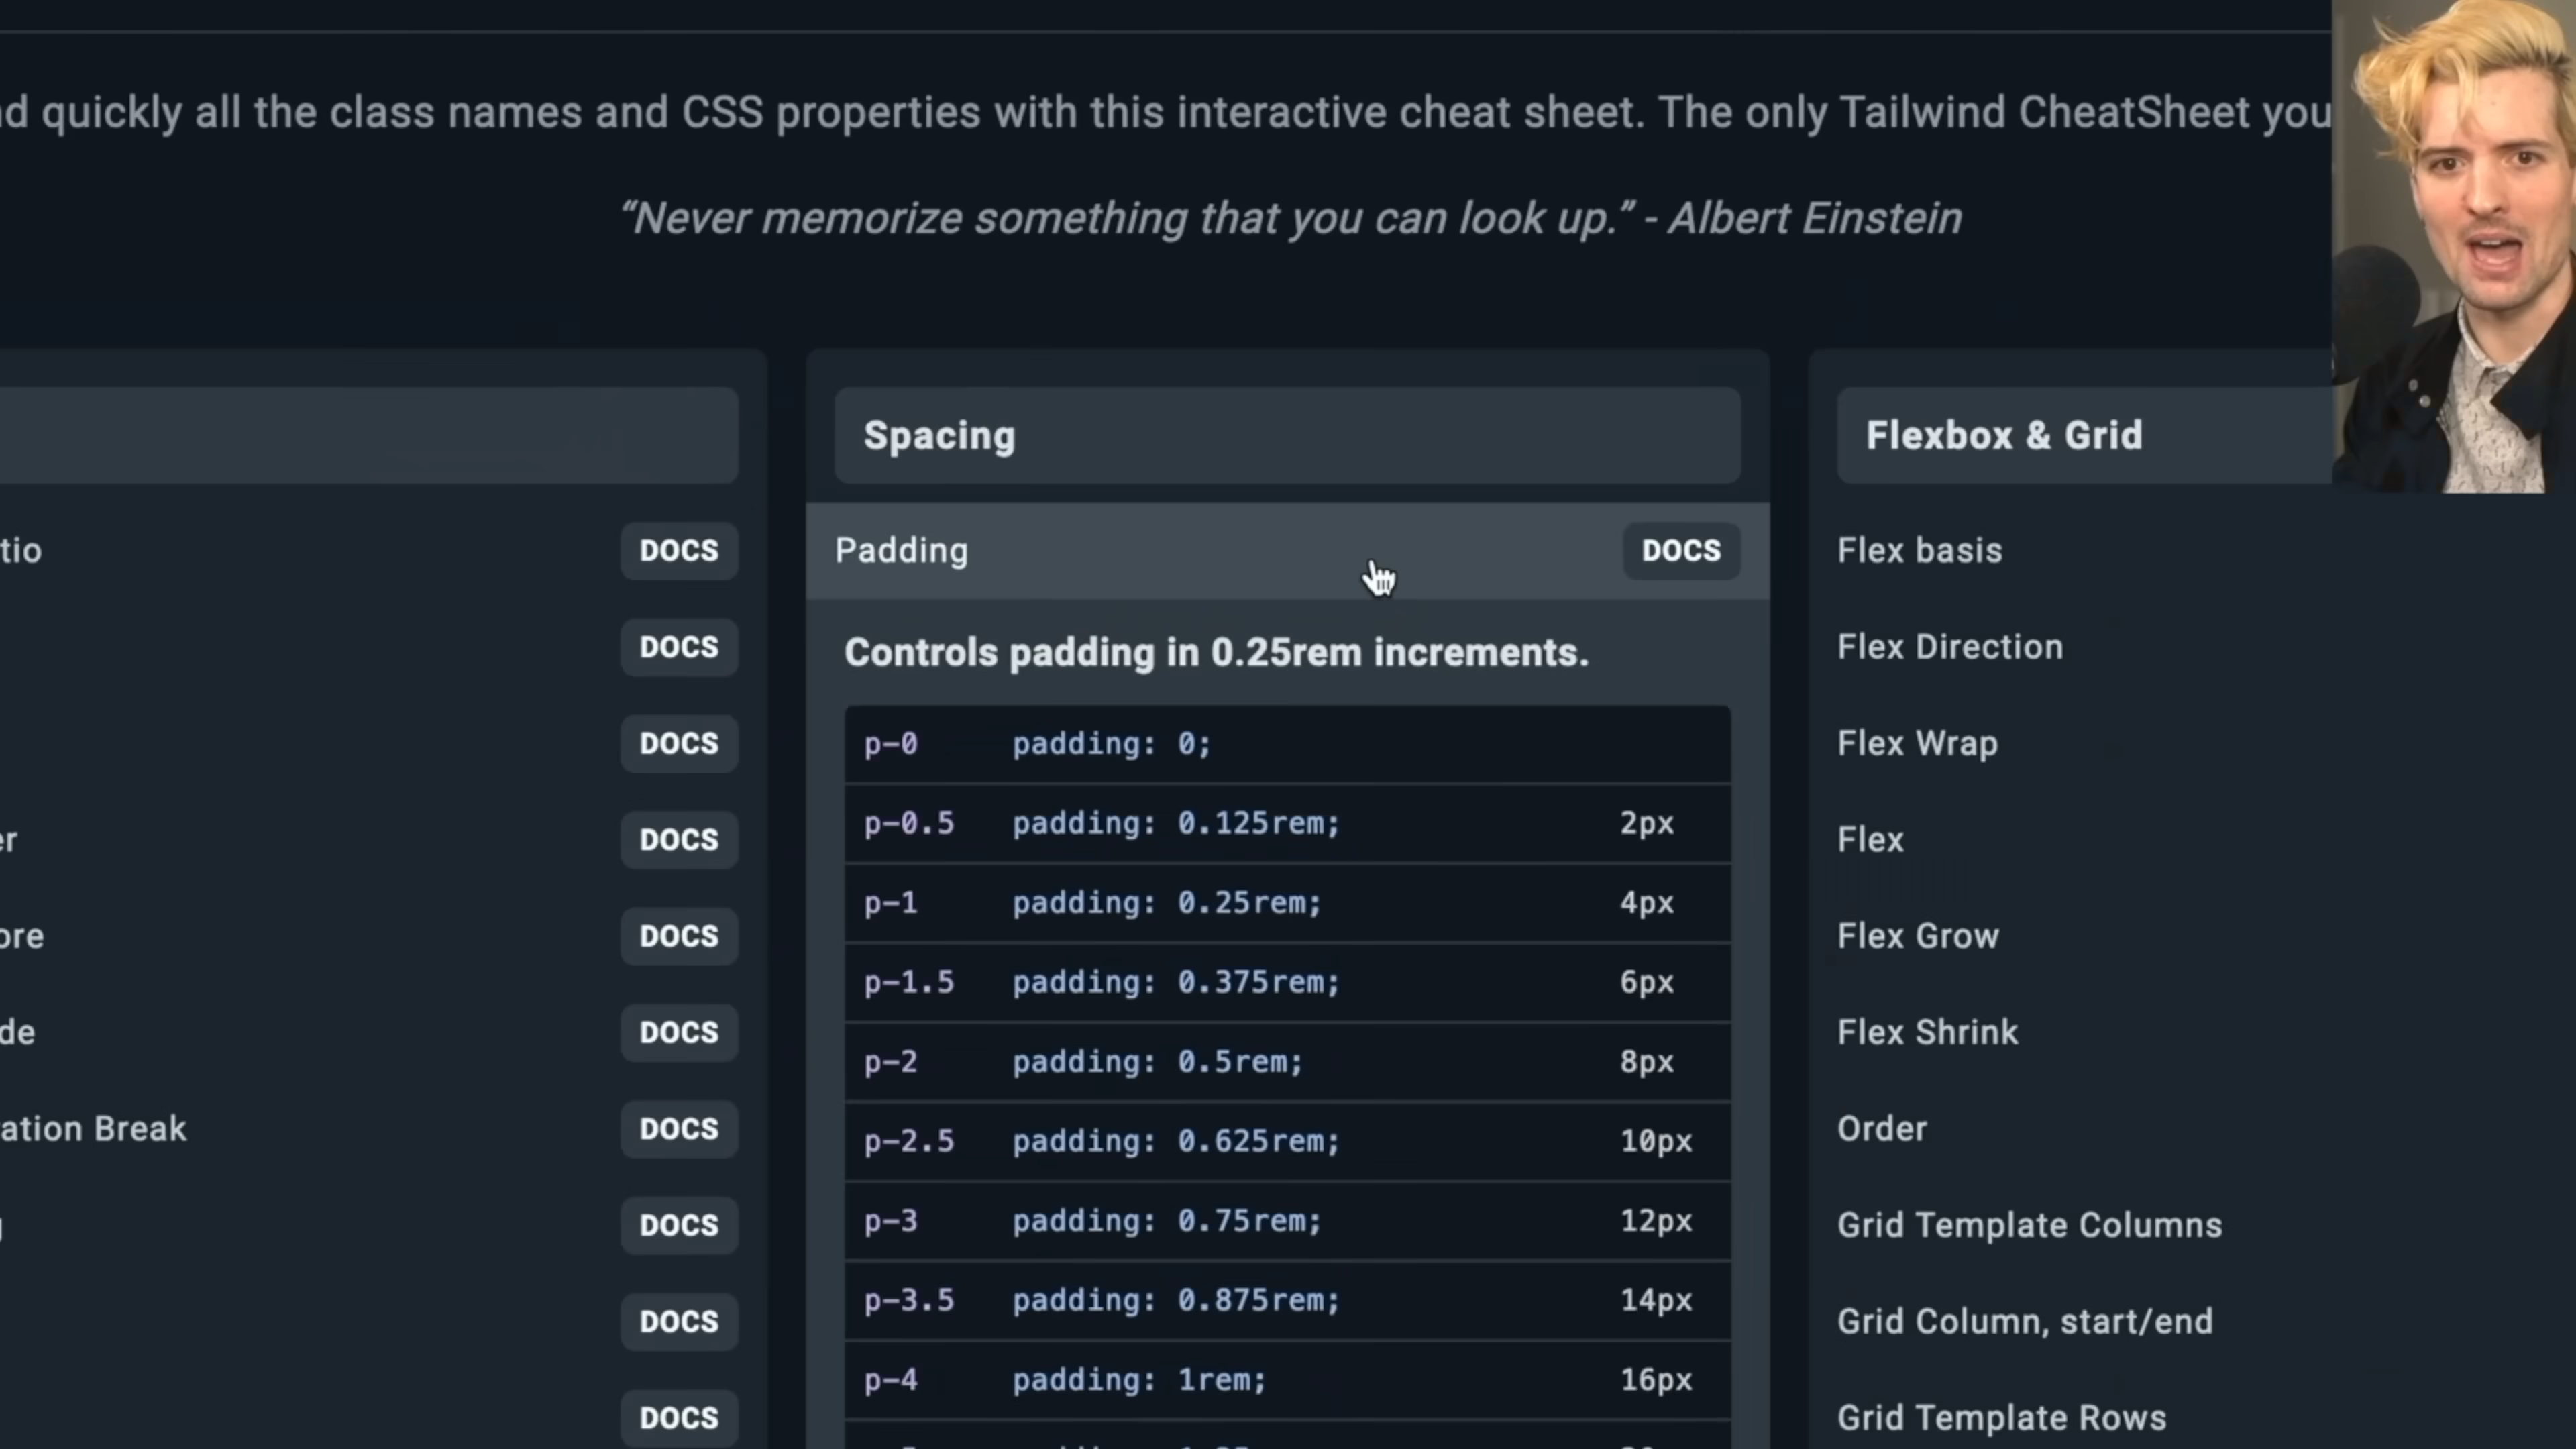 nd quickly all the class names and CSS properties with this interactive cheat sheet. The only Tailwind CheatSheet you
“Never memorize something that you can look up.” - Albert Einstein
tio DOCS
DOCS
DOCS
er DOCS
ore DOCS
de DOCS
ation Break DOCS
DOCS
DOCS
DOCS
Spacing
Padding DOCS
Controls padding in 0.25rem increments.
p-0 padding: 0;
p-0.5 padding: 0.125rem; 2px
p-1 padding: 0.25rem; 4px
p-1.5 padding: 0.375rem; 6px
p-2 padding: 0.5rem; 8px
p-2.5 padding: 0.625rem; 10px
p-3 padding: 0.75rem; 12px
p-3.5 padding: 0.875rem; 14px
p-4 padding: 1rem; 16px
Flexbox & Grid
Flex basis
Flex Direction
Flex Wrap
Flex
Flex Grow
Flex Shrink
Order
Grid Template Columns
Grid Column, start/end
Grid Template Rows